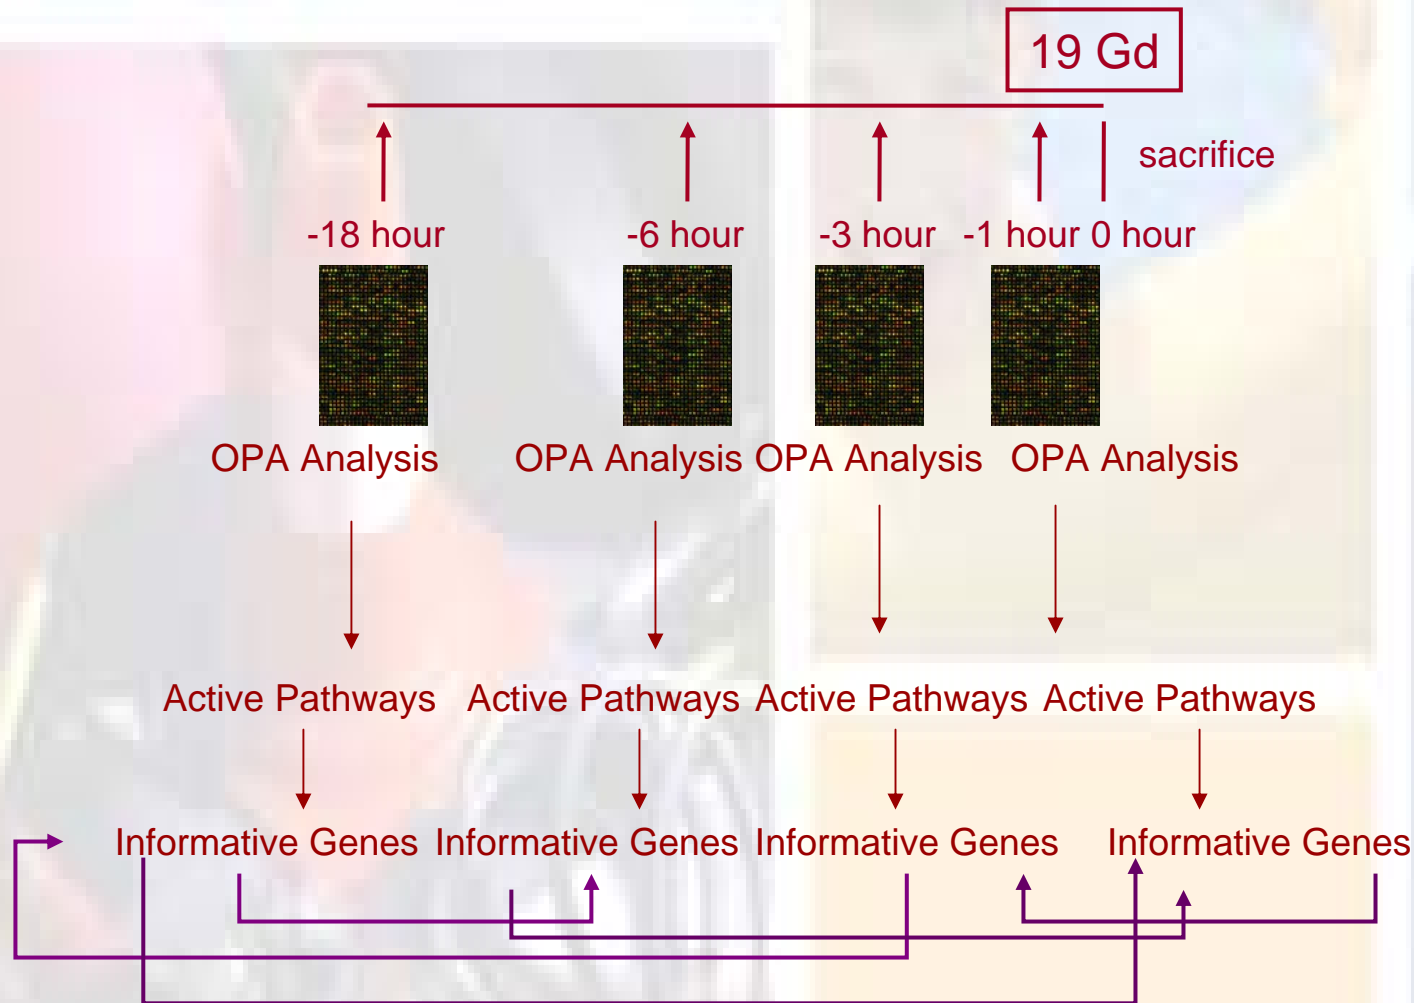 19 Gd
sacrifice
-18 hour -6 hour -3 hour -1 hour 0 hour
OPA Analysis OPA Analysis OPA Analysis OPA Analysis
Active Pathways Active Pathways Active Pathways Active Pathways
Informative Genes Informative Genes Informative Genes Informative Genes